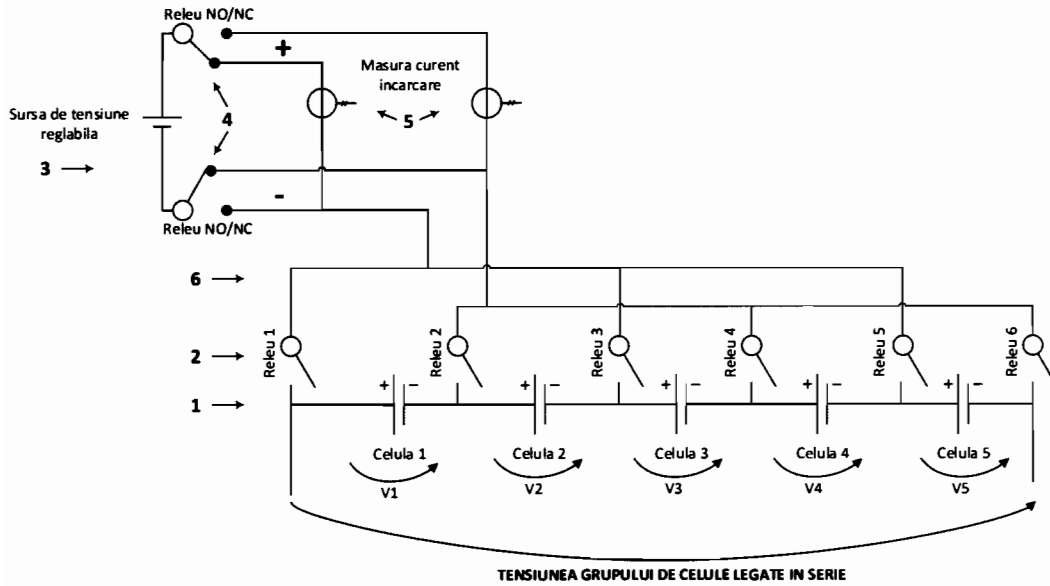 Releu NO/NC
+
Masura curent
incarcare
Sursa de tensiune
reglabila
4
5
3
-
Releu NO/NC
6
Releu 1
Releu 2
Releu 3
Releu 4
Releu 5
Releu 6
2
+ −
+ −
+ −
+ −
+ −
1
Celula 1
Celula 2
Celula 3
Celula 4
Celula 5
V1
V2
V3
V4
V5
TENSIUNEA GRUPULUI DE CELULE LEGATE IN SERIE